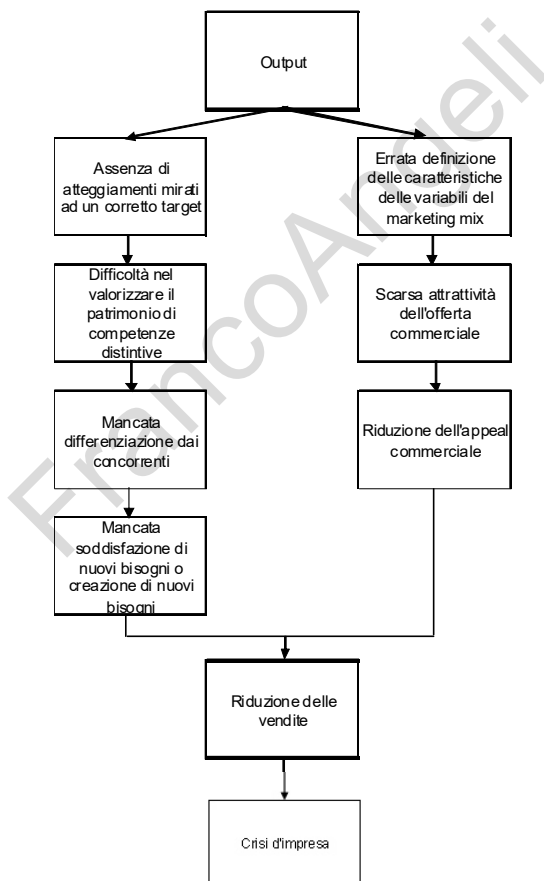 Output
Assenza di
atteggiamenti mirati
ad un corretto target
Difficoltà nel
valorizzare il
patrimonio di
competenze
distintive
Mancata
differenziazione dai
concorrenti
Mancata
soddisfazione di
nuovi bisogni o
creazione di nuovi
bisogni
Errata definizione
delle caratteristiche
delle variabili del
marketing mix
Scarsa attrattività
dell'offerta
commerciale
Riduzione dell'appeal
commerciale
Riduzione delle
vendite
Crisi d'impresa
FrancoAngeli